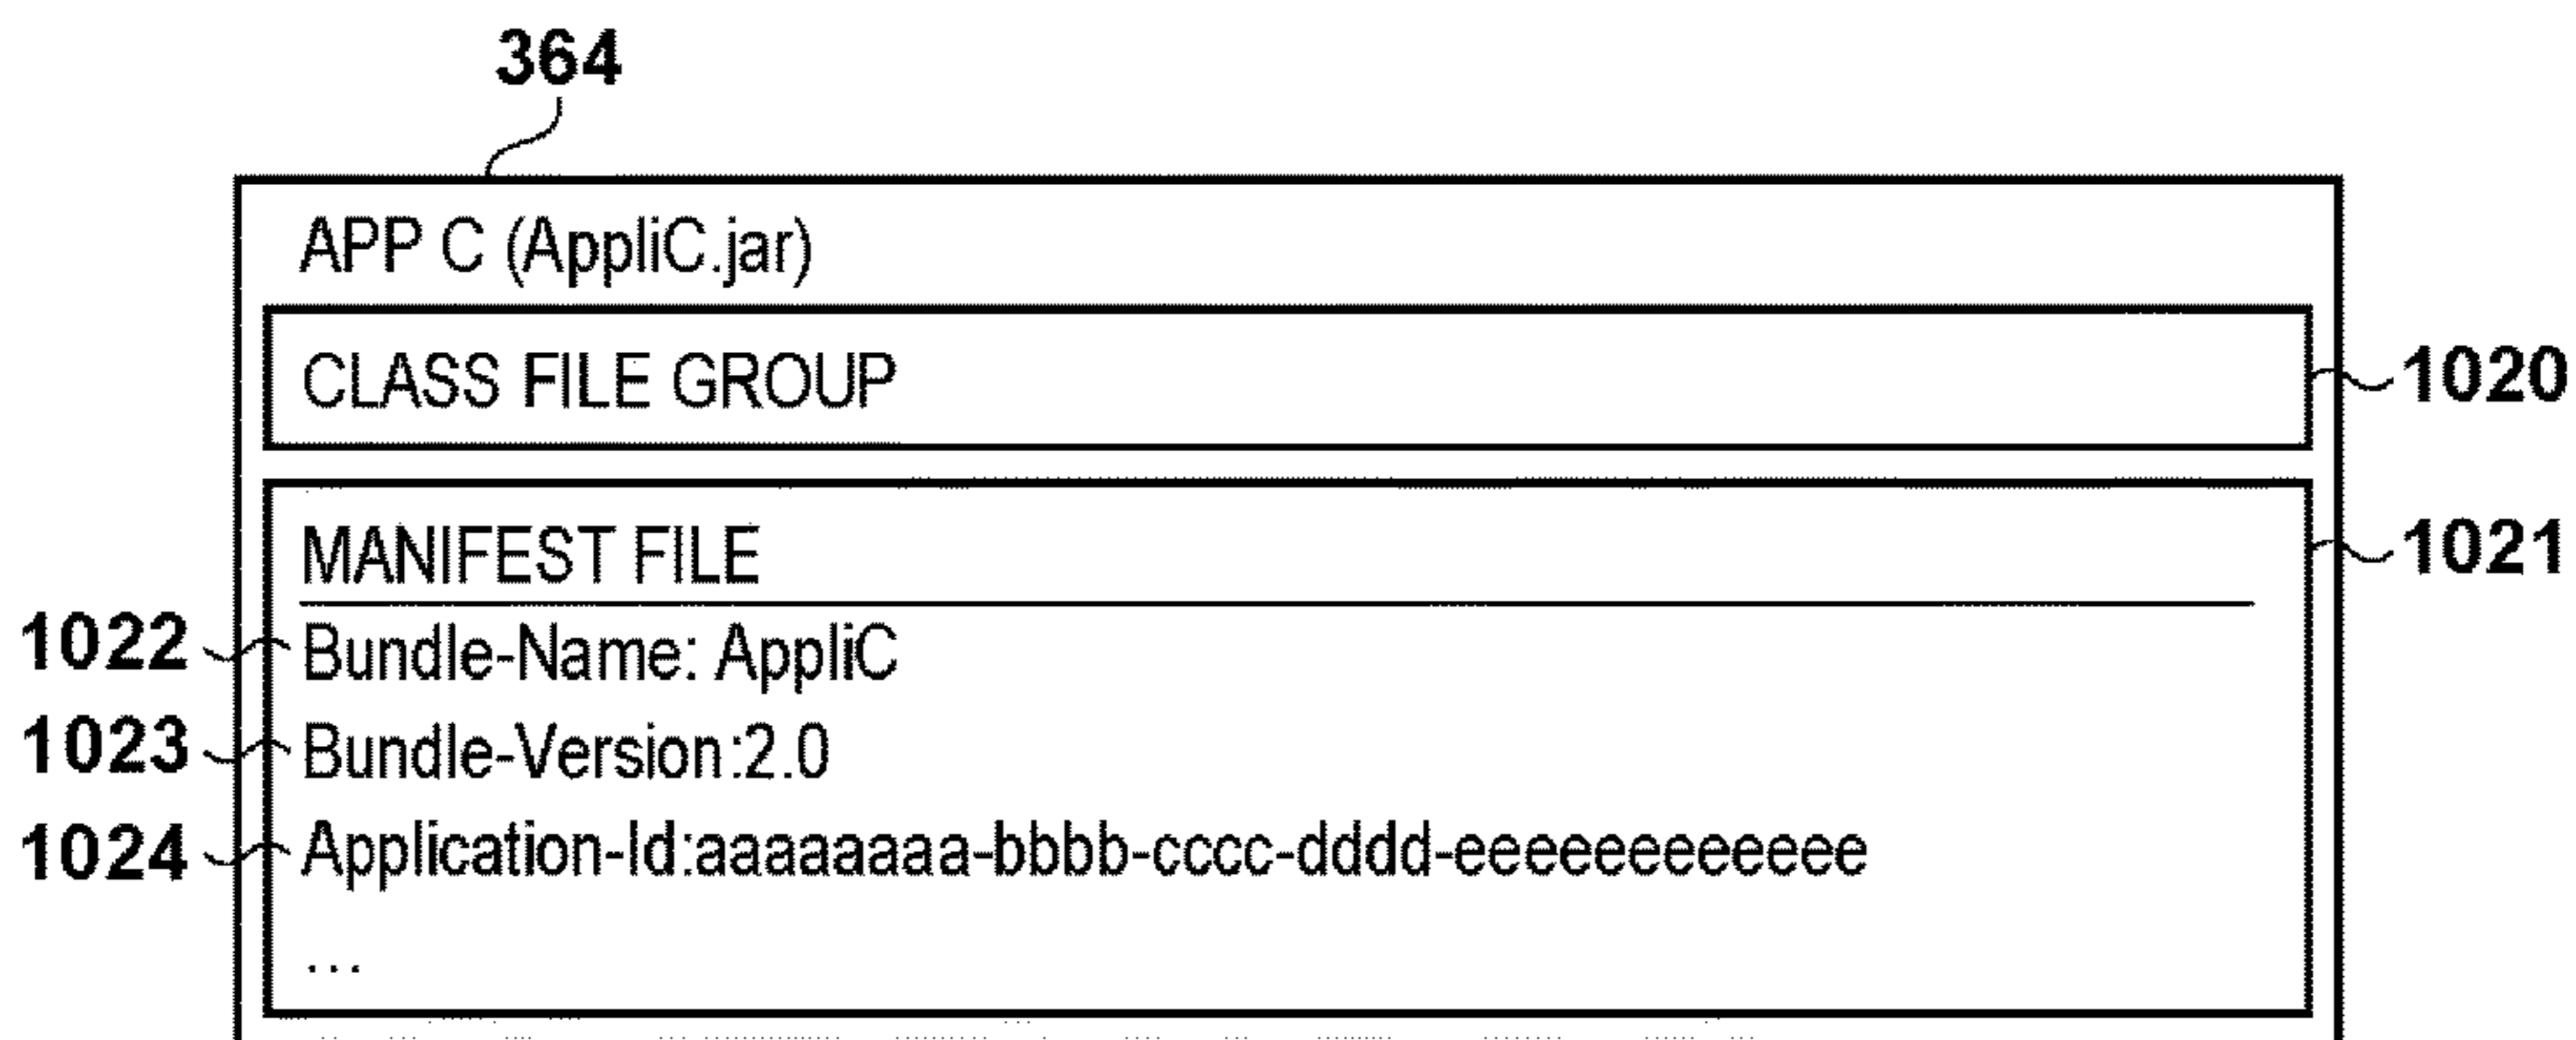 364
APP C (AppliC.jar)
CLASS FILE GROUP
1020
MANIFEST FILE
1021
1022 Bundle-Name: AppliC
1023 Bundle-Version:2.0
1024 Application-Id:aaaaaaaa-bbbb-cccc-dddd-eeeeeeeeeeee
...